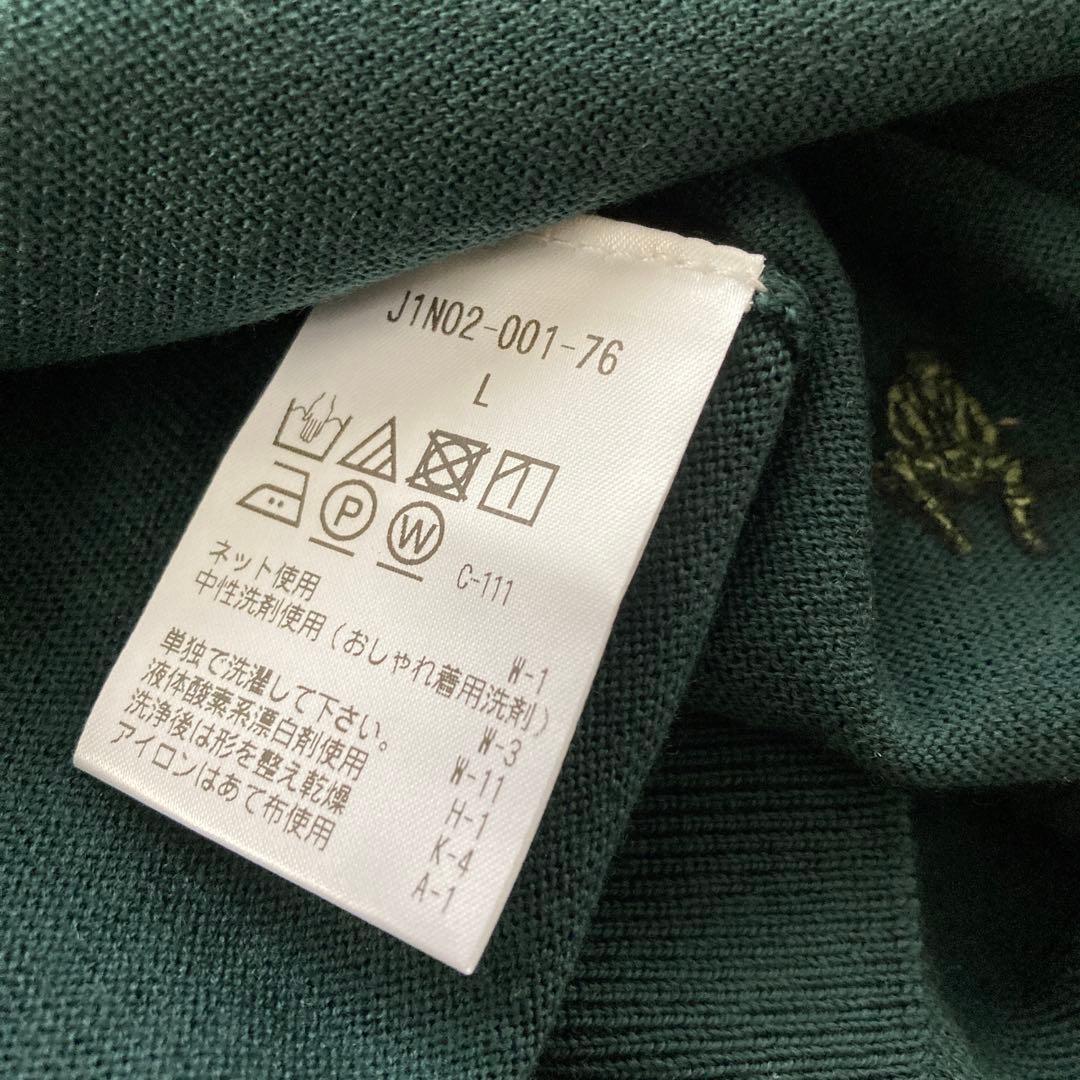 J1N02-001-76
L
P W C-111
ネット使用 W-1
中性洗剤使用(おしゃれ着用洗剤) W-3
単独で洗濯して下さい。 W-11
液体酸素系漂白剤使用 H-1
洗浄後は形を整え乾燥 K-4
アイロンはあて布使用 A-1